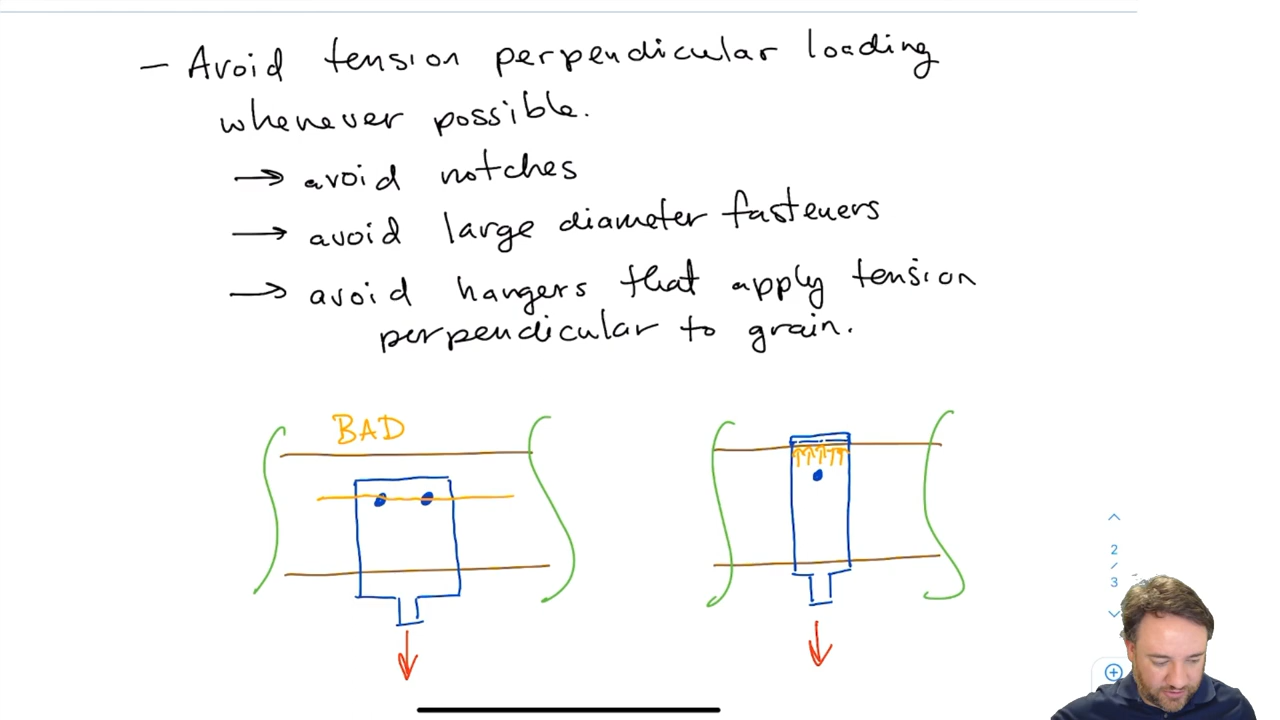 - Avoid tension perpendicular loading
whenever possible.
→ avoid notches
→ avoid large diameter fasteners
→ avoid hangers that apply tension
perpendicular to grain.
BAD
2
/
3